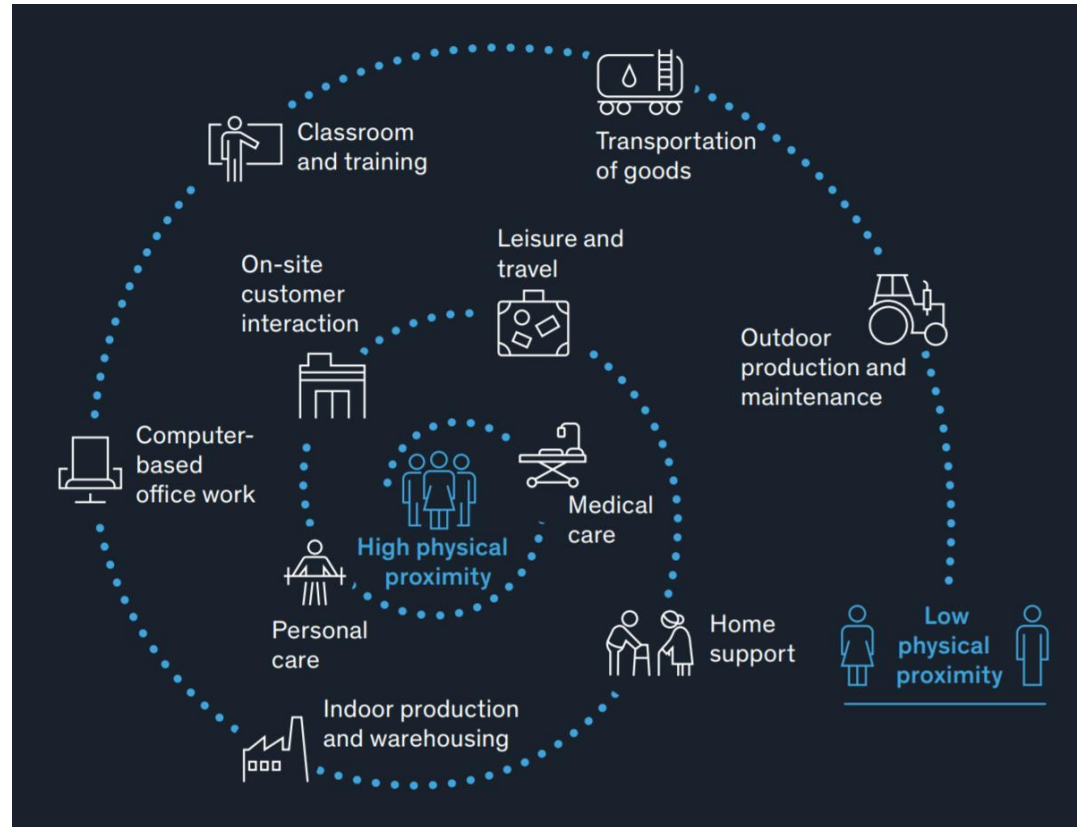 Classroom
and training
Transportation
of goods
Leisure and
travel
On-site
customer
interaction
Outdoor
production and
maintenance
Computer-
based
office work
Medical
care
High physical
proximity
Personal
care
Home
support
Low
physical
proximity
Indoor production
and warehousing